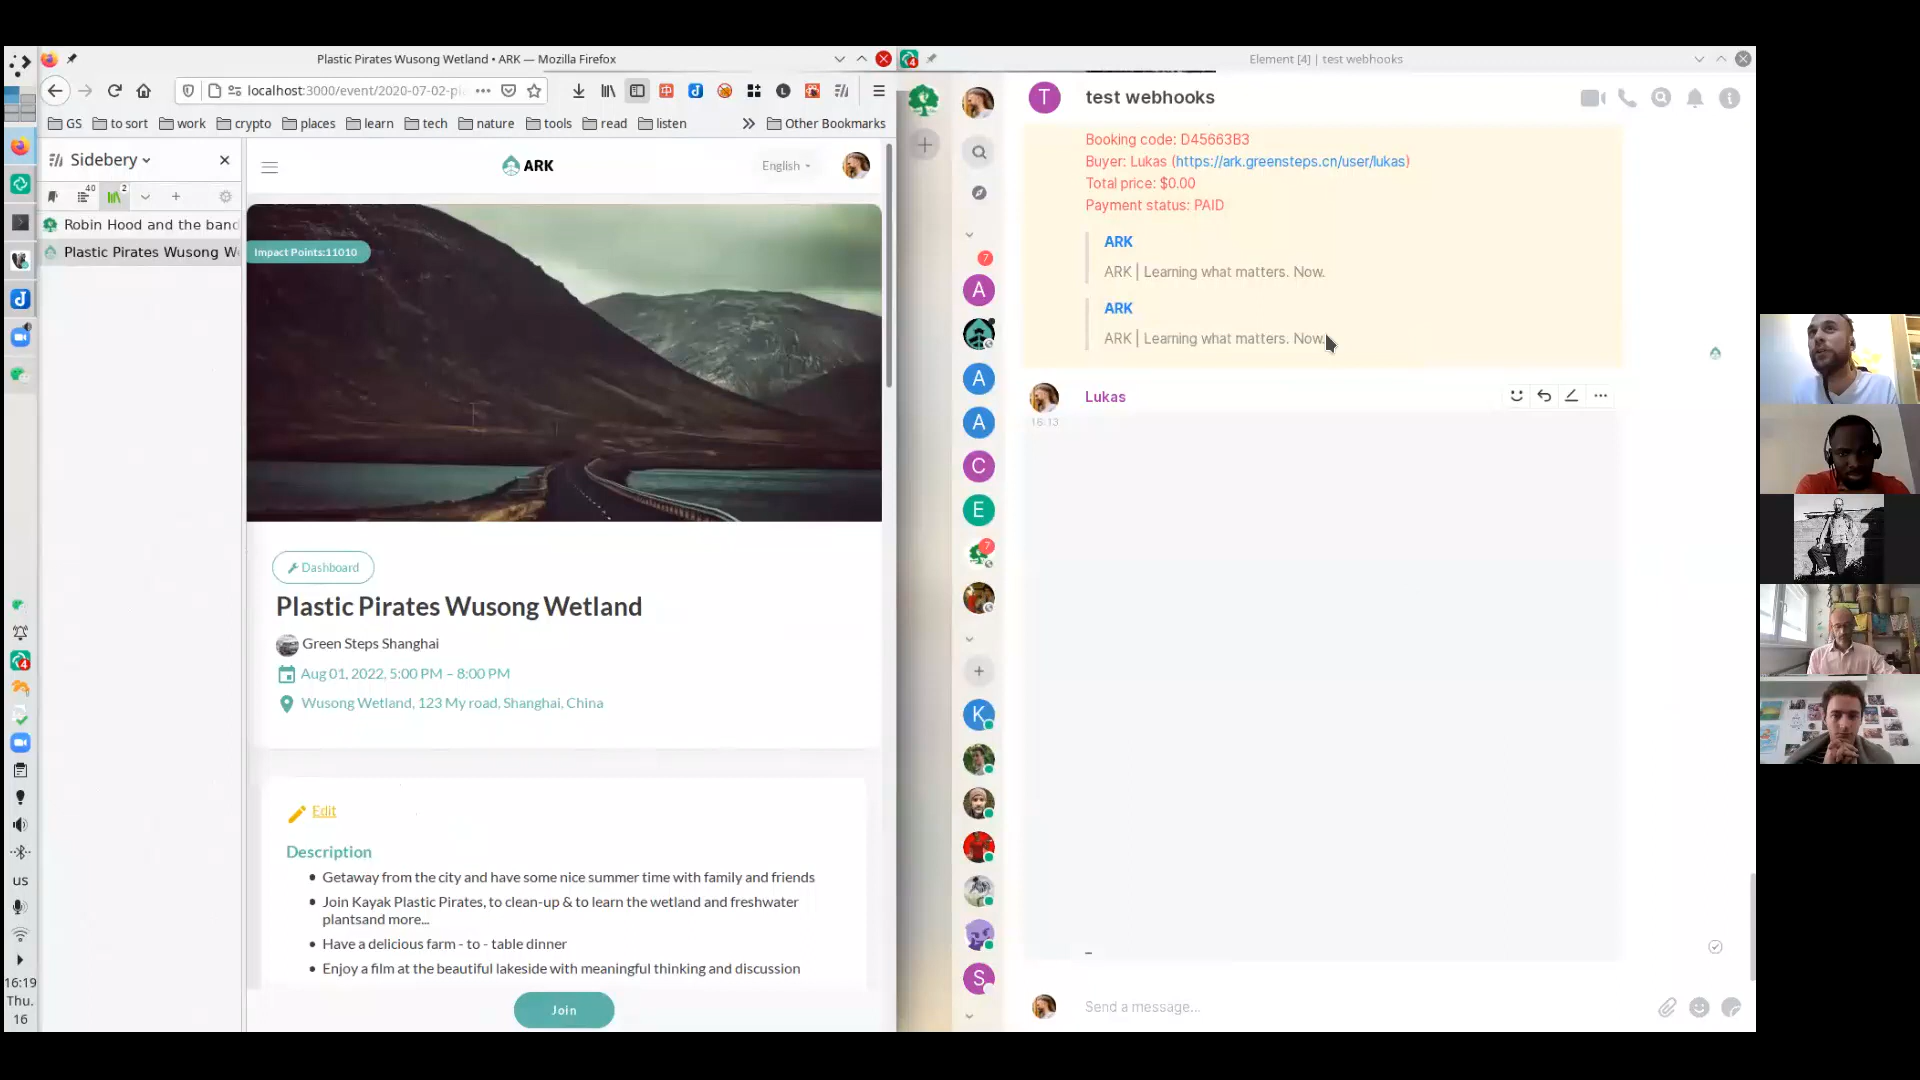 Plastic Pirates Wusong Wetland • ARK — Mozilla Firefox
localhost:3000/event/2020-07-02-pl
GS
to sort
work
crypto
places
learn
tech
nature
tools
read
listen
Other Bookmarks
Sidebery
40
2
Robin Hood and the band
Plastic Pirates Wusong W
ARK
English
Impact Points:11010
Dashboard
Plastic Pirates Wusong Wetland
Green Steps Shanghai
Aug 01, 2022, 5:00 PM – 8:00 PM
Wusong Wetland, 123 My road, Shanghai, China
Edit
Description
• Getaway from the city and have some nice summer time with family and friends
• Join Kayak Plastic Pirates, to clean-up & to learn the wetland and freshwater
plantsand more...
• Have a delicious farm - to - table dinner
• Enjoy a film at the beautiful lakeside with meaningful thinking and discussion
Join
us
16:19
Thu.
16
Element [4] | test webhooks
T
test webhooks
Booking code: D45663B3
Buyer: Lukas (https://ark.greensteps.cn/user/lukas)
Total price: $0.00
Payment status: PAID
ARK
ARK | Learning what matters. Now.
ARK
ARK | Learning what matters. Now.
Lukas
16:13
7
A
A
A
C
E
7
K
S
Send a message...